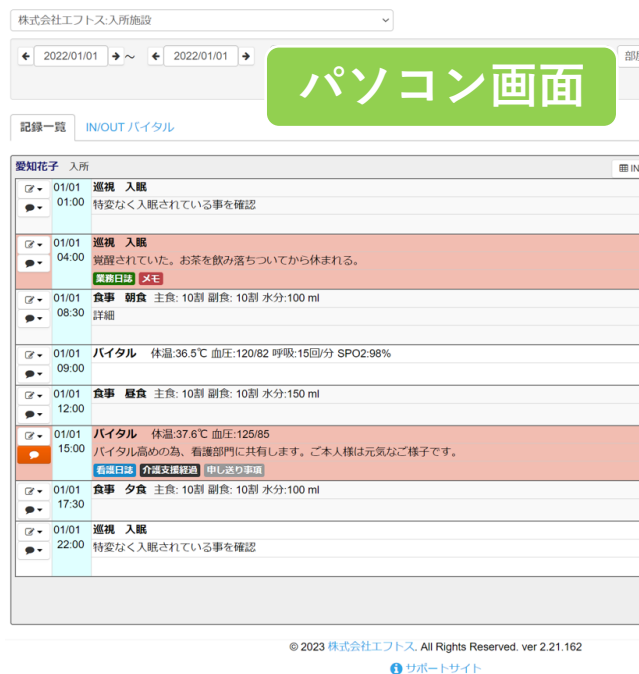 株式会社エフトス:入所施設
2022/01/01 ～ 2022/01/01
パソコン画面
記録一覧 IN/OUT バイタル
愛知花子 入所
01/01 巡視 入眠
01:00 特変なく入眠されている事を確認
01/01 巡視 入眠
04:00 覚醒されていた。お茶を飲み落ちついてから休まれる。
業務日誌 メモ
01/01 食事 朝食 主食: 10割 副食: 10割 水分:100 ml
08:30 詳細
01/01 バイタル 体温:36.5℃ 血圧:120/82 呼吸:15回/分 SPO2:98%
09:00
01/01 食事 昼食 主食: 10割 副食: 10割 水分:150 ml
12:00
01/01 バイタル 体温:37.6℃ 血圧:125/85
15:00 バイタル高めの為、看護部門に共有します。ご本人様は元気なご様子です。
看護日誌 介護支援経過 申し送り事項
01/01 食事 夕食 主食: 10割 副食: 10割 水分:100 ml
17:30
01/01 巡視 入眠
22:00 特変なく入眠されている事を確認
© 2023 株式会社エフトス. All Rights Reserved. ver 2.21.162
サポートサイト